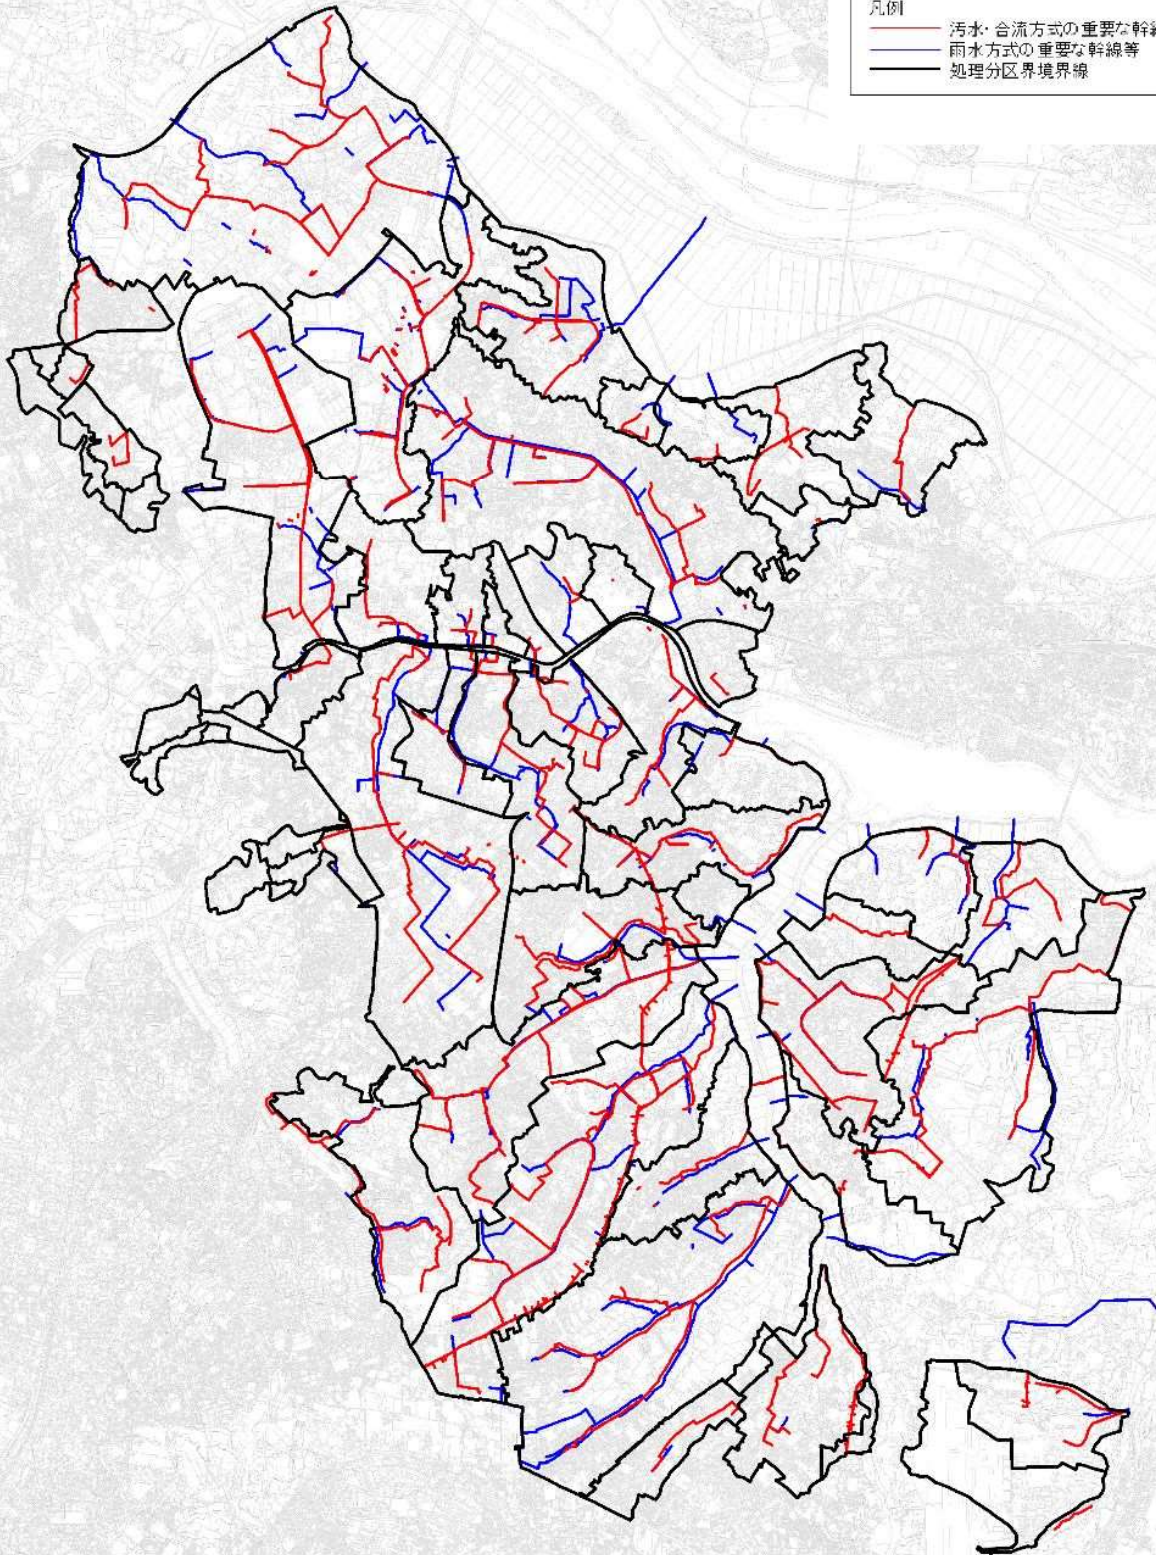 凡例
汚水・合流方式の重要な幹線
雨水方式の重要な幹線等
処理分区界境界線